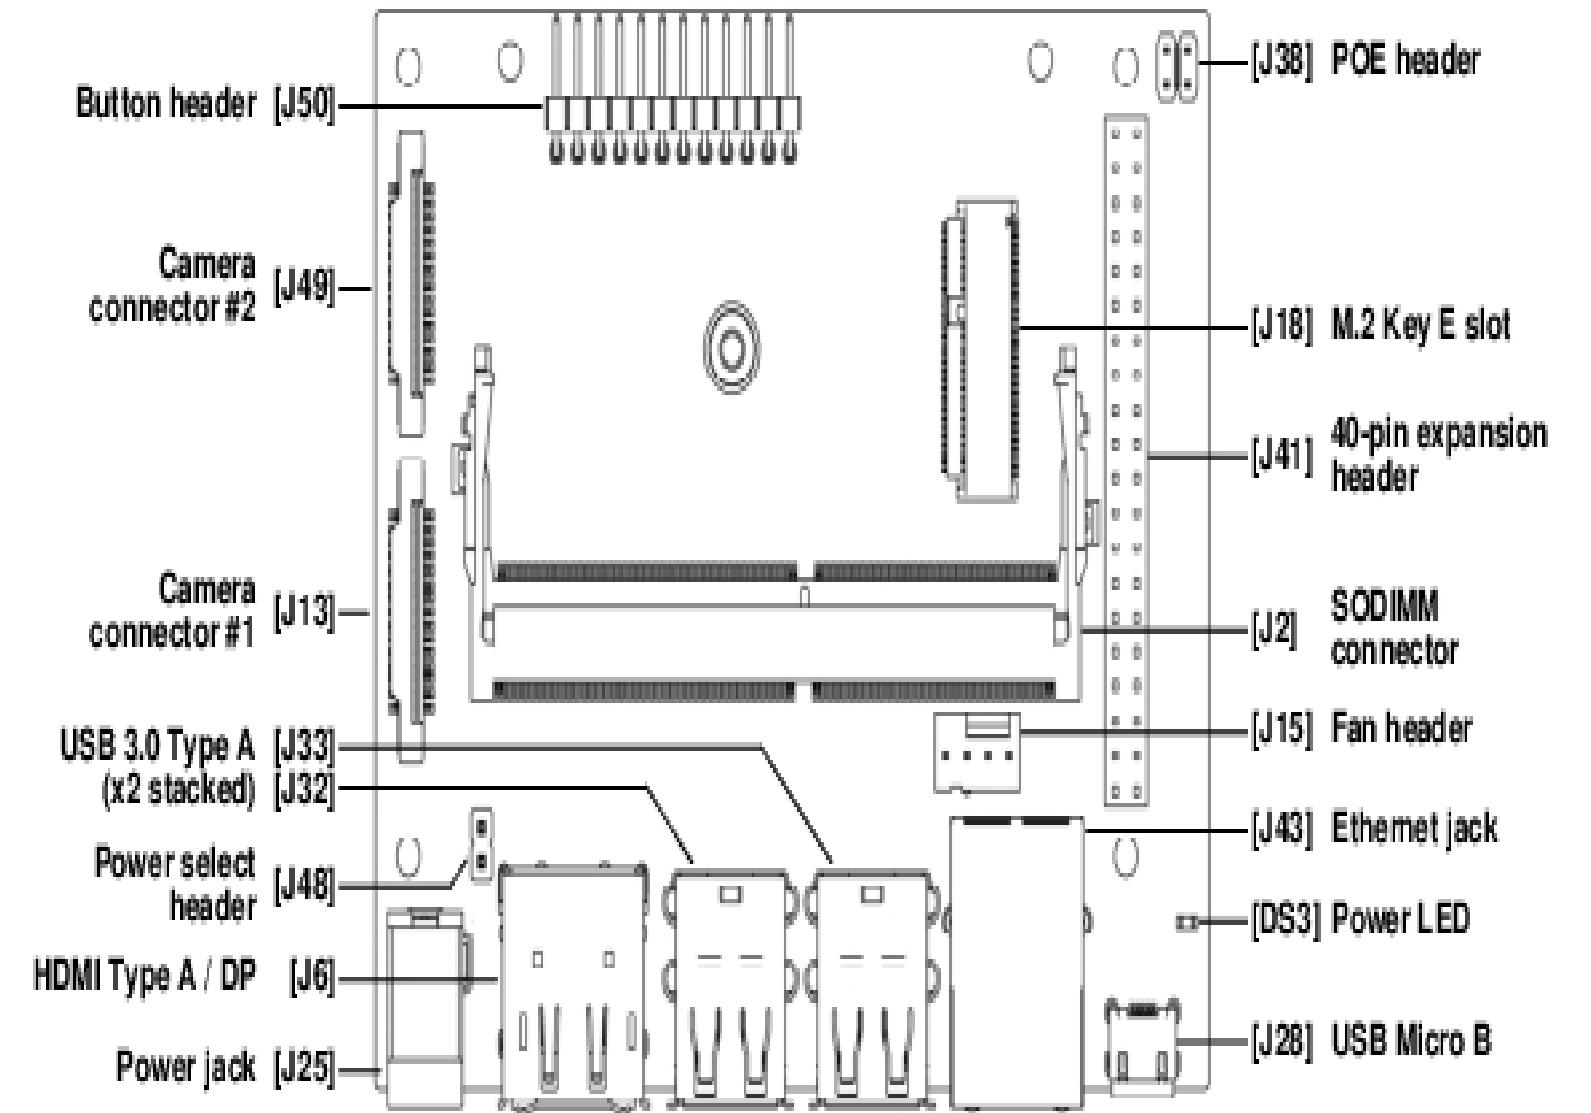 Button header [J50]
Camera
connector #2 [J49]
Camera
connector #1 [J13]
USB 3.0 Type A [J33]
(x2 stacked) [J32]
Power select
header [J48]
HDMI Type A / DP [J6]
Power jack [J25]
[J38] POE header
[J18] M.2 Key E slot
[J41] 40-pin expansion
header
[J2] SODIMM
connector
[J15] Fan header
[J43] Ethernet jack
[DS3] Power LED
[J28] USB Micro B